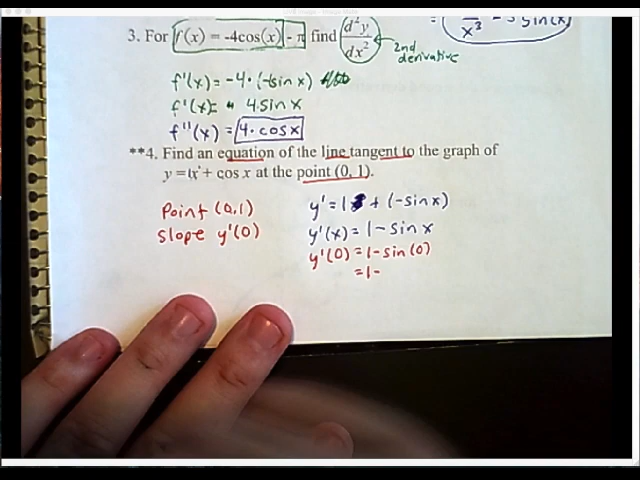 3. For f(x) = -4cos(x) - π find d²y/dx²
2nd
derivative
x³ - 3 sin(x)
f'(x) = -4 • (-sin x)
f'(x) = 4•sin x
f''(x) = 4•cos x
**4. Find an equation of the line tangent to the graph of
y = 1x + cos x at the point (0, 1).
Point (0,1)
Slope y'(0)
y' = 1 + (-sin x)
y'(x) = 1 - sin x
y'(0) = 1 - sin (0)
= 1 -